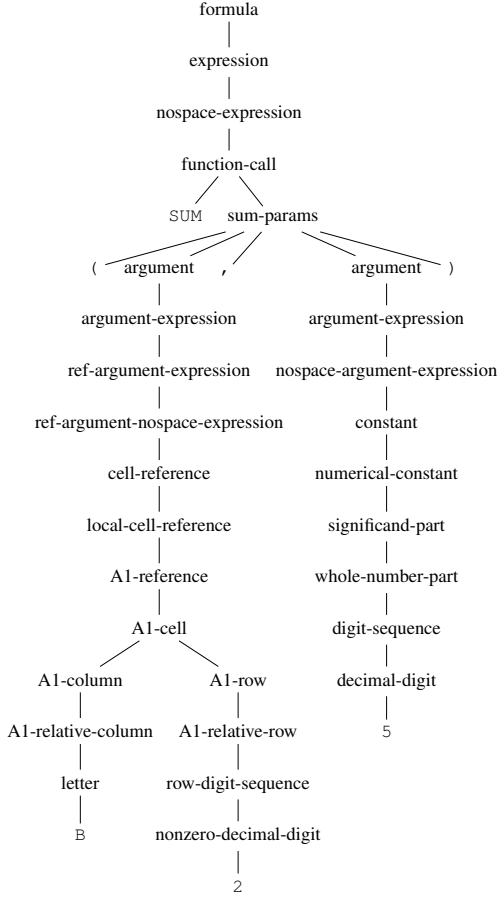 formula
expression
nospace-expression
function-call
SUM sum-params
( argument , argument )
argument-expression argument-expression
ref-argument-expression nospace-argument-expression
ref-argument-nospace-expression constant
cell-reference numerical-constant
local-cell-reference significand-part
A1-reference whole-number-part
A1-cell digit-sequence
A1-column A1-row decimal-digit
A1-relative-column A1-relative-row 5
letter row-digit-sequence
B nonzero-decimal-digit
2